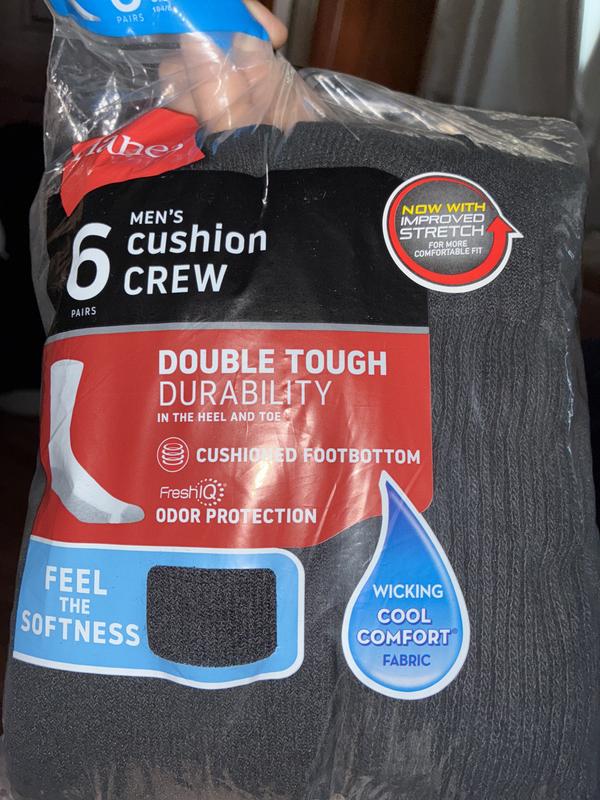 PAIRS
MEN'S
6 cushion
CREW
PAIRS
NOW WITH
IMPROVED
STRETCH
FOR MORE
COMFORTABLE FIT
DOUBLE TOUGH
DURABILITY
IN THE HEEL AND TOE
CUSHIONED FOOTBOTTOM
FreshIQ
ODOR PROTECTION
FEEL
THE
SOFTNESS
WICKING
COOL
COMFORT®
FABRIC